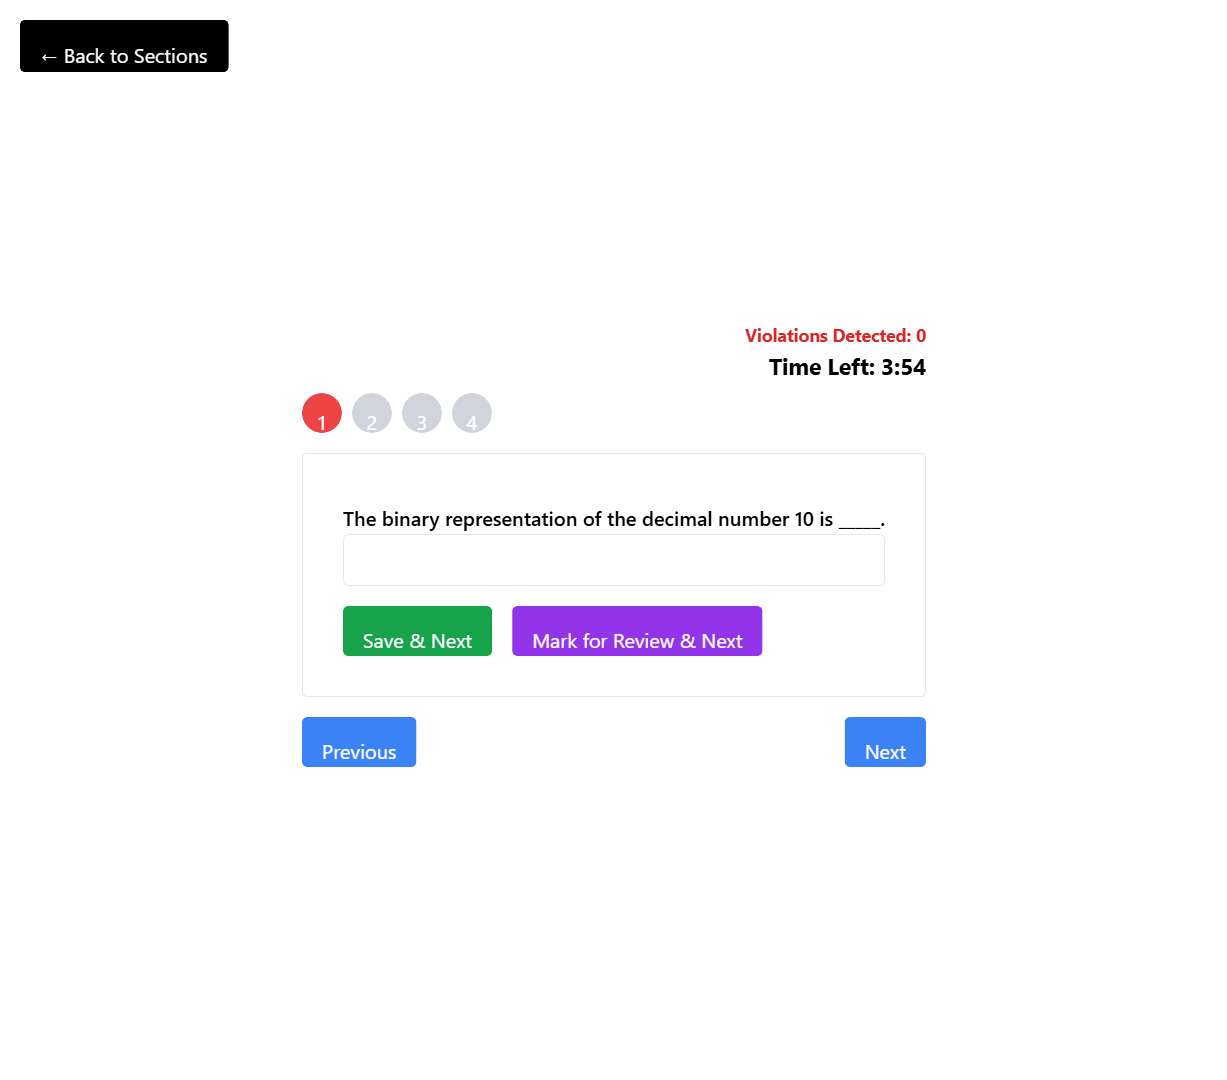 ← Back to Sections
Violations Detected: 0
Time Left: 3:54
1 2 3 4
The binary representation of the decimal number 10 is _____.
Save & Next Mark for Review & Next
Previous Next